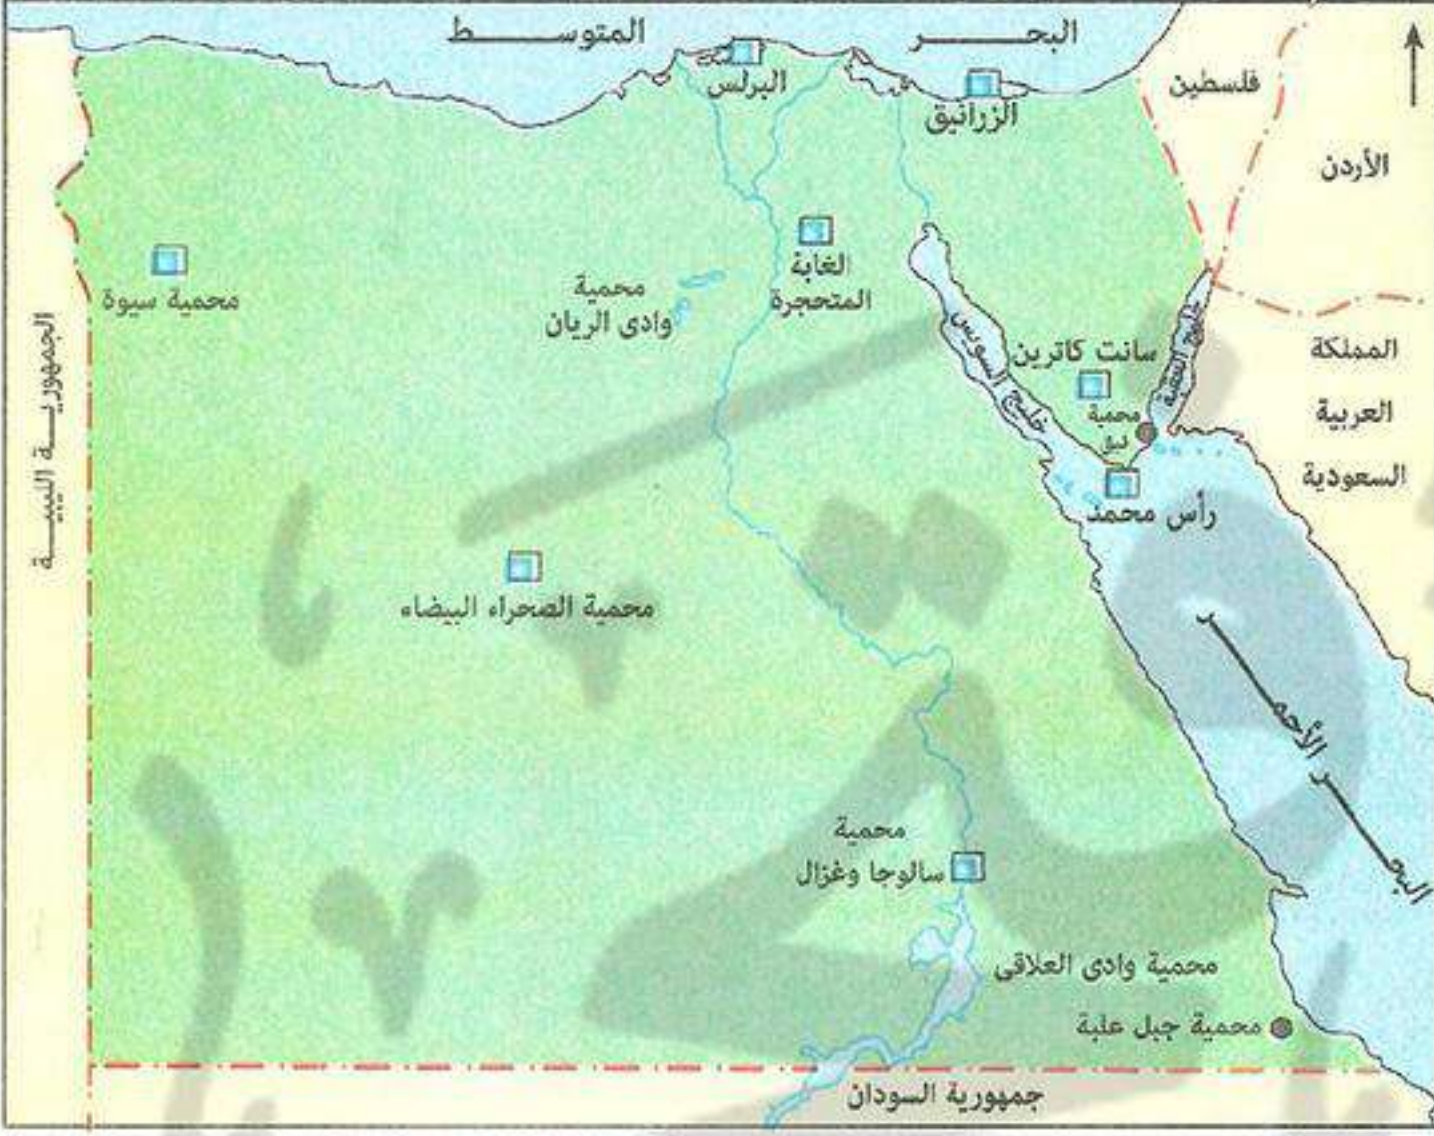 البحر
المتوسط
البرلس
الزرانيق
فلسطين
الأردن
محمية سيوة
محمية
وادى الريان
الغابة
المتحجرة
خليج السويس
سانت كاترين
خليج العقبة
محمية
نبق
رأس محمد
المملكة
العربية
السعودية
الجمهورية الليبية
محمية الصحراء البيضاء
البحر الأحمر
محمية
سالوجا وغزال
محمية وادى العلاقى
محمية جبل علبة
جمهورية السودان